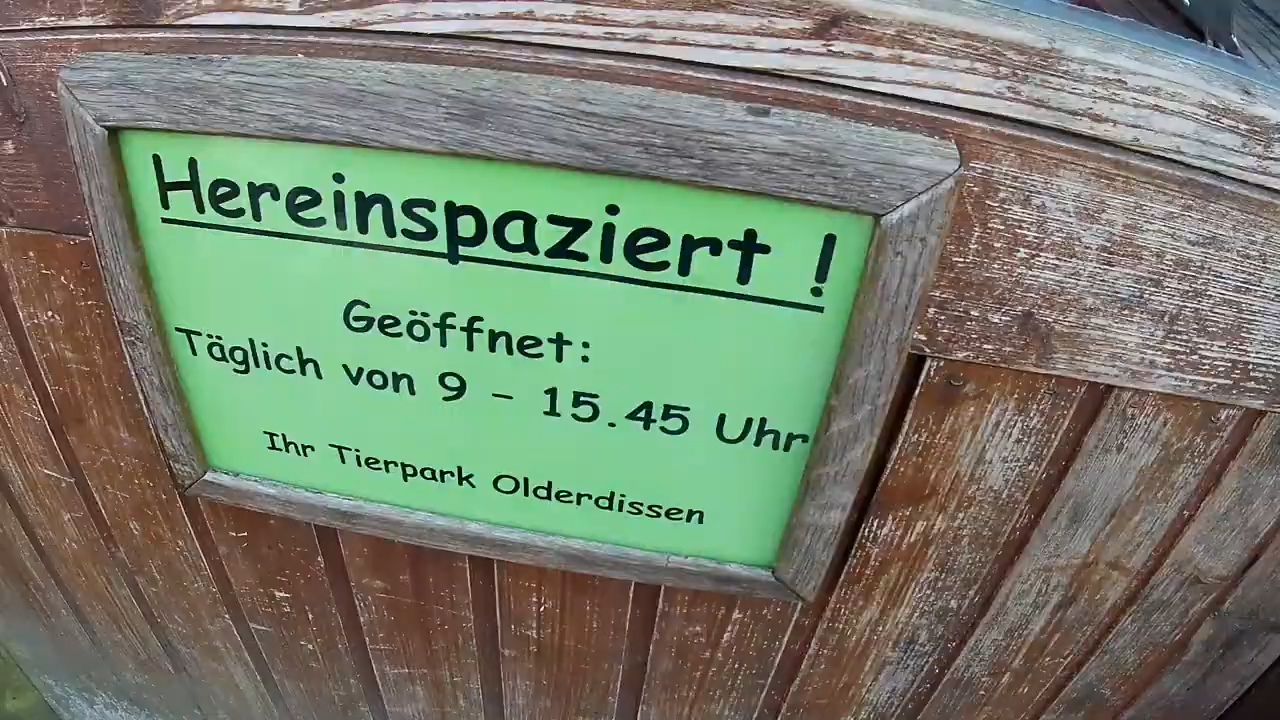 Hereinspaziert !
Geöffnet:
Täglich von 9 - 15.45 Uhr
Ihr Tierpark Olderdissen